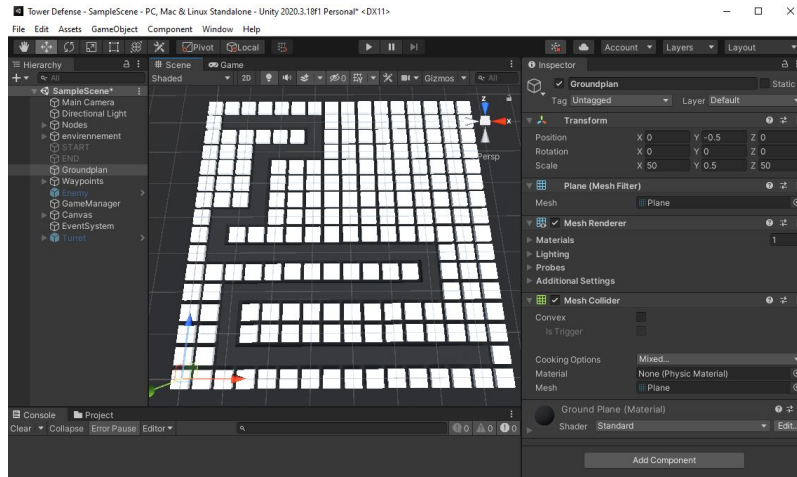 Tower Defense - SampleScene - PC, Mac & Linux Standalone - Unity 2020.3.18f1 Personal* <DX11>
File Edit Assets GameObject Component Window Help
Pivot Local Account Layers Layout
Hierarchy
All
SampleScene*
Main Camera
Directional Light
Nodes
envirennement
START
END
Groundplan
Waypoints
Enemy
GameManager
Canvas
EventSystem
Turret
Scene Game
Shaded 2D 0 Gizmos All
z
x
Persp
Inspector
Groundplan Static
Tag Untagged Layer Default
Transform
Position X 0 Y -0.5 Z 0
Rotation X 0 Y 0 Z 0
Scale X 50 Y 0.5 Z 50
Plane (Mesh Filter)
Mesh Plane
Mesh Renderer
Materials 1
Lighting
Probes
Additional Settings
Mesh Collider
Convex
Is Trigger
Cooking Options Mixed...
Material None (Physic Material)
Mesh Plane
Ground Plane (Material)
Shader Standard Edit...
Add Component
Console Project
Clear Collapse Error Pause Editor 0 0 0